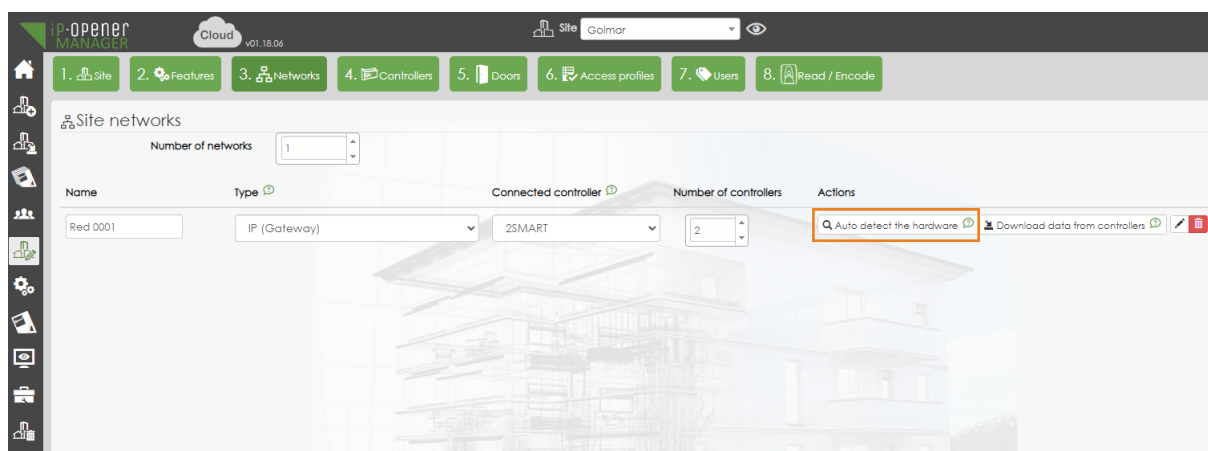 iP-OPENER MANAGER Cloud v01.18.06 Site Golmar
1. Site 2. Features 3. Networks 4. Controllers 5. Doors 6. Access profiles 7. Users 8. Read / Encode
Site networks
Number of networks 1
Name Type Connected controller Number of controllers Actions
Red 0001 IP (Gateway) 2SMART 2 Auto detect the hardware Download data from controllers